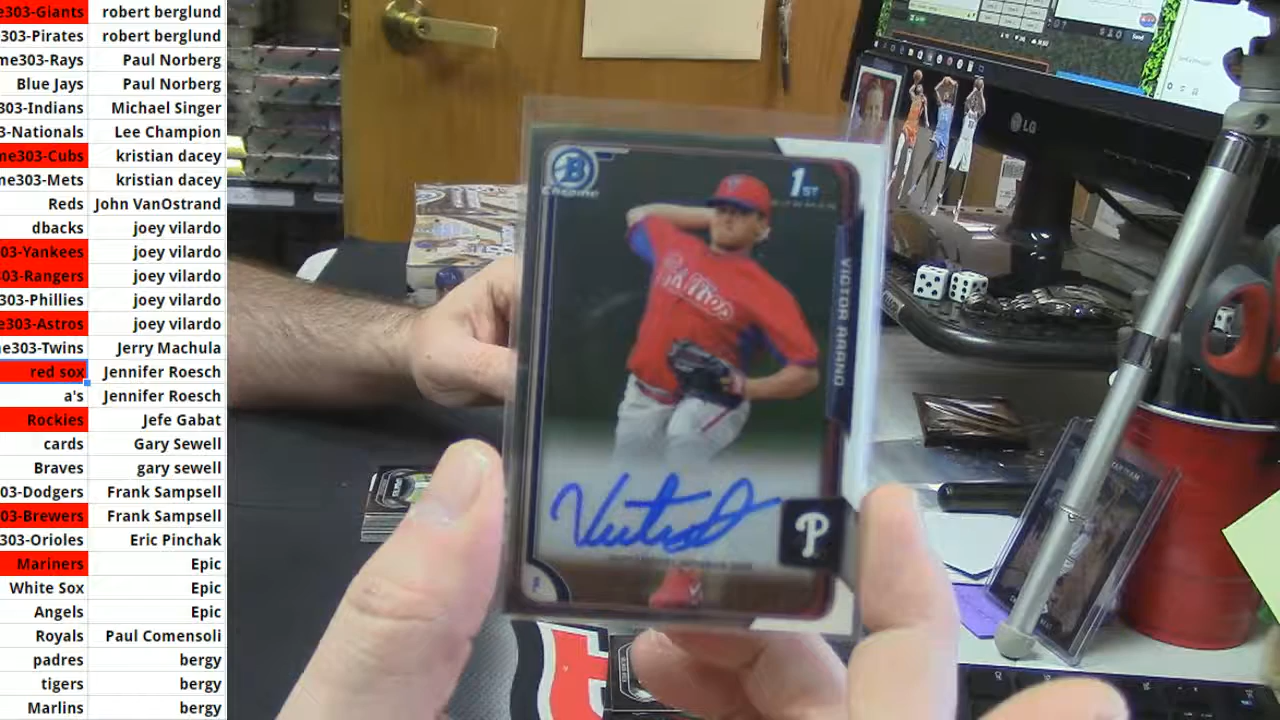 e303-Giants robert berglund
303-Pirates robert berglund
me303-Rays Paul Norberg
Blue Jays Paul Norberg
303-Indians Michael Singer
3-Nationals Lee Champion
me303-Cubs kristian dacey
me303-Mets kristian dacey
Reds John VanOstrand
dbacks joey vilardo
03-Yankees joey vilardo
303-Rangers joey vilardo
303-Phillies joey vilardo
e303-Astros joey vilardo
ne303-Twins Jerry Machula
red sox Jennifer Roesch
a's Jennifer Roesch
Rockies Jefe Gabat
cards Gary Sewell
Braves gary sewell
03-Dodgers Frank Sampsell
03-Brewers Frank Sampsell
303-Orioles Eric Pinchak
Mariners Epic
White Sox Epic
Angels Epic
Royals Paul Comensoli
padres bergy
tigers bergy
Marlins bergy
B
Chrome
1ST
VICTOR ARANO
P
LG